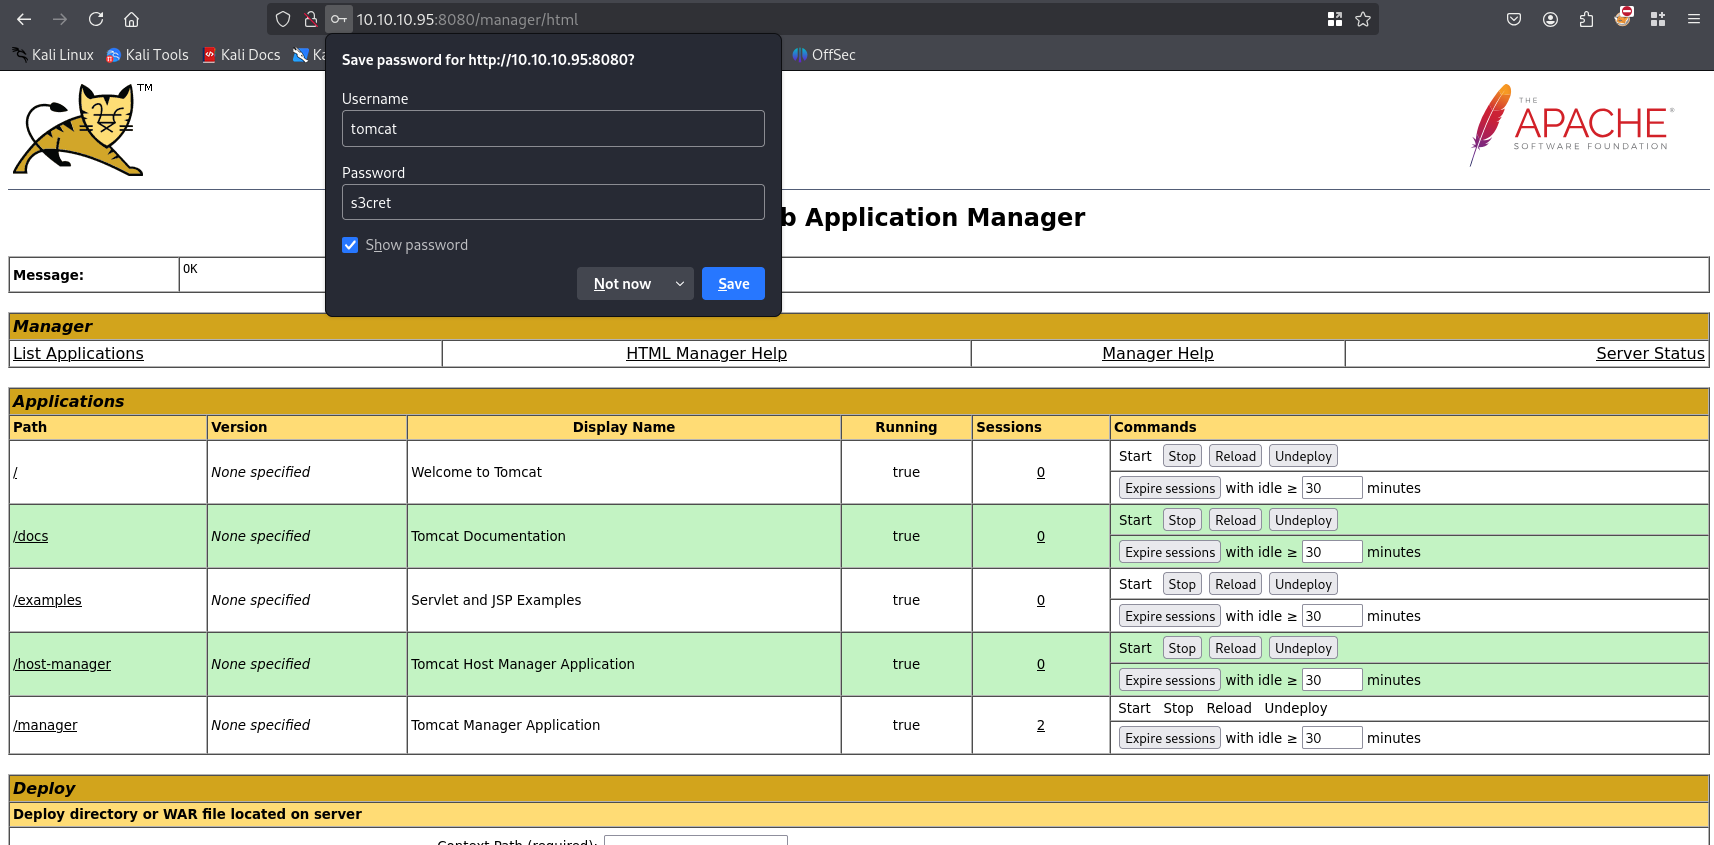 10.10.10.95:8080/manager/html
Kali Linux Kali Tools Kali Docs Ka OffSec
Save password for http://10.10.10.95:8080?
Username
tomcat
Password
s3cret
Show password
Not now Save
TM
THE
APACHE®
SOFTWARE FOUNDATION
b Application Manager
Message: OK
Manager
List Applications HTML Manager Help Manager Help Server Status
Applications
Path Version Display Name Running Sessions Commands
/ None specified Welcome to Tomcat true 0 Start Stop Reload Undeploy
Expire sessions with idle ≥ 30 minutes
/docs None specified Tomcat Documentation true 0 Start Stop Reload Undeploy
Expire sessions with idle ≥ 30 minutes
/examples None specified Servlet and JSP Examples true 0 Start Stop Reload Undeploy
Expire sessions with idle ≥ 30 minutes
/host-manager None specified Tomcat Host Manager Application true 0 Start Stop Reload Undeploy
Expire sessions with idle ≥ 30 minutes
/manager None specified Tomcat Manager Application true 2 Start Stop Reload Undeploy
Expire sessions with idle ≥ 30 minutes
Deploy
Deploy directory or WAR file located on server
Context Path (required):